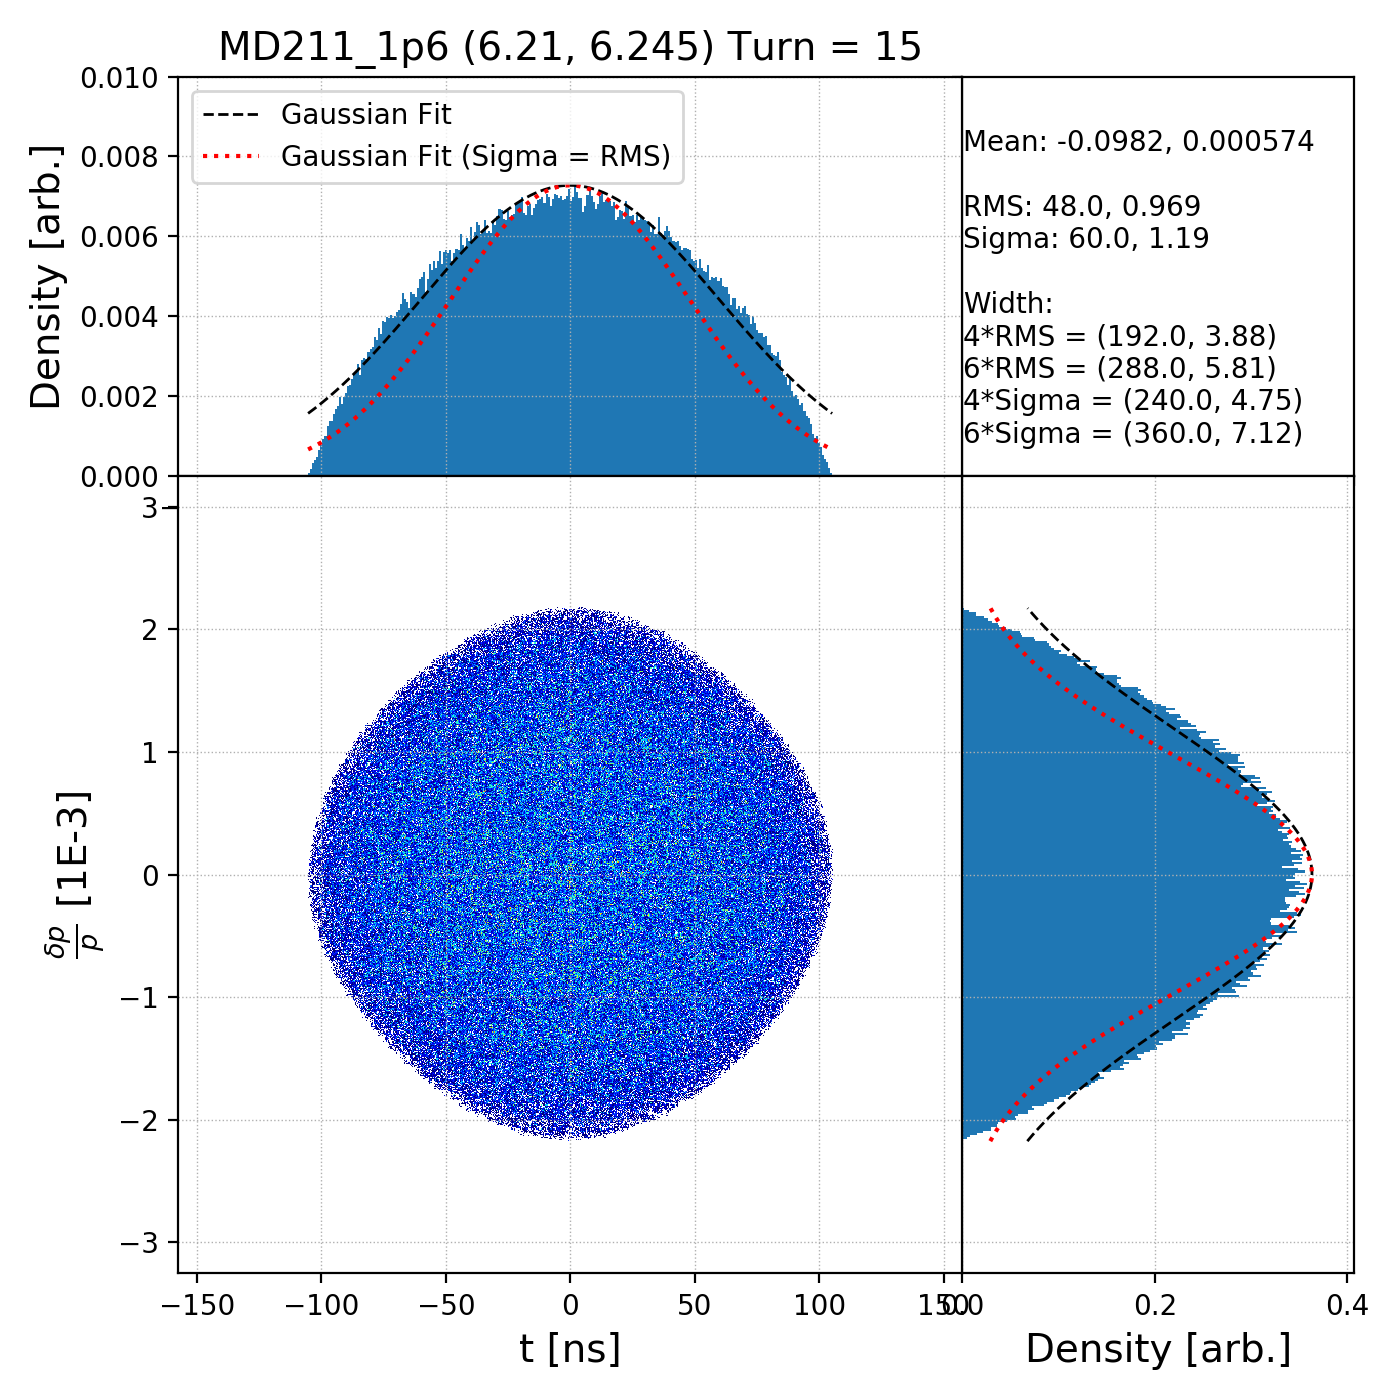 MD211_1p6 (6.21, 6.245) Turn = 15
0.010
0.008
0.006
0.004
0.002
0.000
Density [arb.]
Gaussian Fit
Gaussian Fit (Sigma = RMS)
Mean: -0.0982, 0.000574
RMS: 48.0, 0.969
Sigma: 60.0, 1.19
Width:
4*RMS = (192.0, 3.88)
6*RMS = (288.0, 5.81)
4*Sigma = (240.0, 4.75)
6*Sigma = (360.0, 7.12)
3
2
1
0
−1
−2
−3
δp/p [1E-3]
−150 −100 −50 0 50 100 150
t [ns]
0.0 0.2 0.4
Density [arb.]